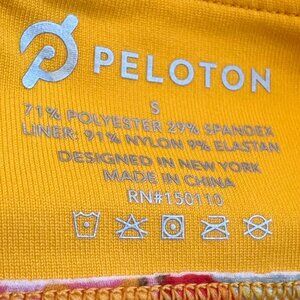 PELOTON
S
71% POLYESTER 29% SPANDEX
LINER: 91% NYLON 9% ELASTAN
DESIGNED IN NEW YORK
MADE IN CHINA
RN#150110